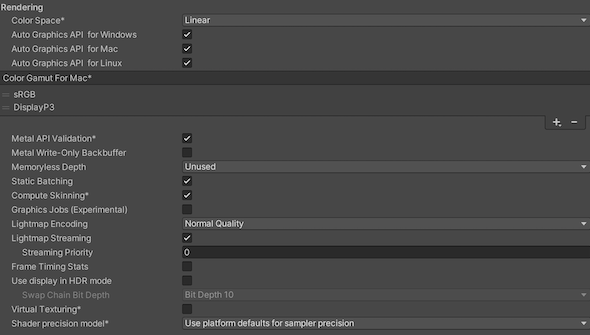 Rendering
Color Space* Linear
Auto Graphics API  for Windows
Auto Graphics API  for Mac
Auto Graphics API  for Linux
Color Gamut For Mac*
sRGB
DisplayP3
Metal API Validation*
Metal Write-Only Backbuffer
Memoryless Depth Unused
Static Batching
Compute Skinning*
Graphics Jobs (Experimental)
Lightmap Encoding Normal Quality
Lightmap Streaming
Streaming Priority 0
Frame Timing Stats
Use display in HDR mode
Swap Chain Bit Depth Bit Depth 10
Virtual Texturing*
Shader precision model* Use platform defaults for sampler precision